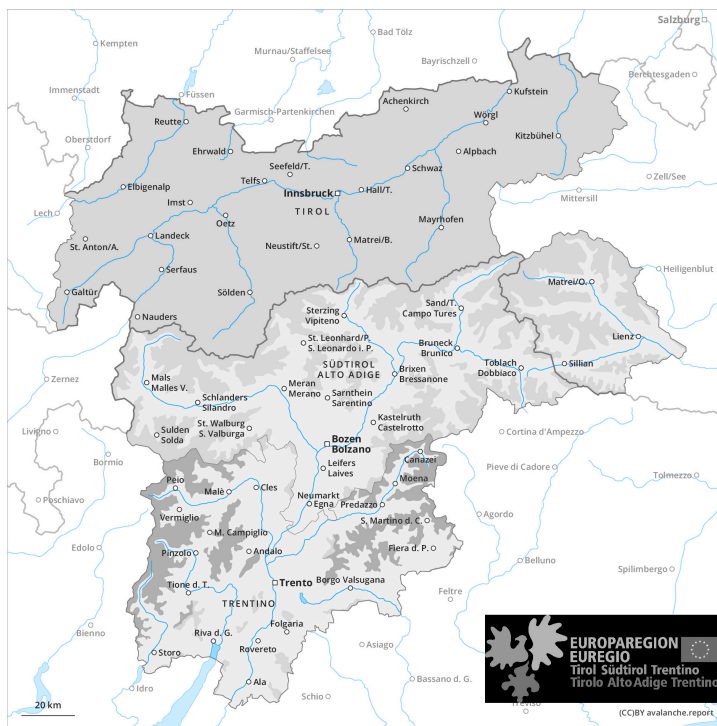 Salzburg
Kempten
Bad Tölz
Murnau/Staffelsee
Bayrischzell
Berchtesgaden
Immenstadt
Füssen
Garmisch-Partenkirchen
Achenkirch
Kufstein
Reutte
Wörgl
Oberstdorf
Ehrwald
Kitzbühel
Seefeld/T.
Alpbach
Schwaz
Telfs
Zell/See
Elbigenalp
Innsbruck
Hall/T.
Mittersill
Imst
TIROL
Lech
Oetz
Mayrhofen
St. Anton/A.
Landeck
Neustift/St.
Matrei/B.
Serfaus
Heiligenblut
Galtür
Sölden
Matrei/O.
Nauders
Sterzing
Vipiteno
Sand/T.
Campo Tures
St. Leonhard/P.
S. Leonardo i. P.
Lienz
Bruneck
Brunico
SÜDTIROL
ALTO ADIGE
Toblach
Dobbiaco
Sillian
Zernez
Mals
Malles V.
Meran
Merano
Brixen
Bressanone
Schlanders
Silandro
Sarnthein
Sarentino
Livigno
St. Walburg
S. Valburga
Kastelruth
Castelrotto
Sulden
Solda
Cortina d'Ampezzo
Bozen
Bolzano
Bormio
Canazei
Pieve di Cadore
Leifers
Laives
Tolmezzo
Peio
Malè
Cles
Moena
Poschiavo
Neumarkt
Egna
Predazzo
Vermiglio
S. Martino d. C.
Agordo
M. Campiglio
Edolo
Pinzolo
Andalo
Fiera d. P.
Belluno
Spilimbergo
Tione d. T.
Trento
Borgo Valsugana
Feltre
TRENTINO
Bienno
Folgaria
Riva d. G.
Rovereto
Asiago
Storo
Bassano d. G.
Idro
Ala
Schio
Treviso
EUROPAREGION
EUREGIO
Tirol Südtirol Trentino
Tirolo Alto Adige Trentino
20 km
(CC)BY avalanche.report